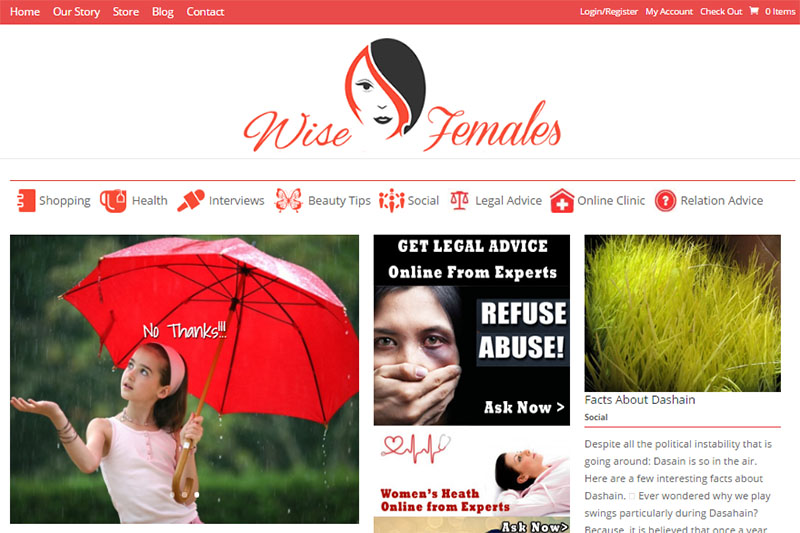 Home Our Story Store Blog Contact
Login/Register My Account Check Out 0 Items
Wise Females
Shopping Health Interviews Beauty Tips Social Legal Advice Online Clinic Relation Advice
No Thanks!!!
GET LEGAL ADVICE
Online From Experts
REFUSE
ABUSE!
Ask Now >
Women's Heath
Online from Experts
Ask Now>
Facts About Dashain
Social
Despite all the political instability that is
going around: Dasain is so in the air.
Here are a few interesting facts about
Dashain. Ever wondered why we play
swings particularly during Dasahain?
Because, it is believed that once a year